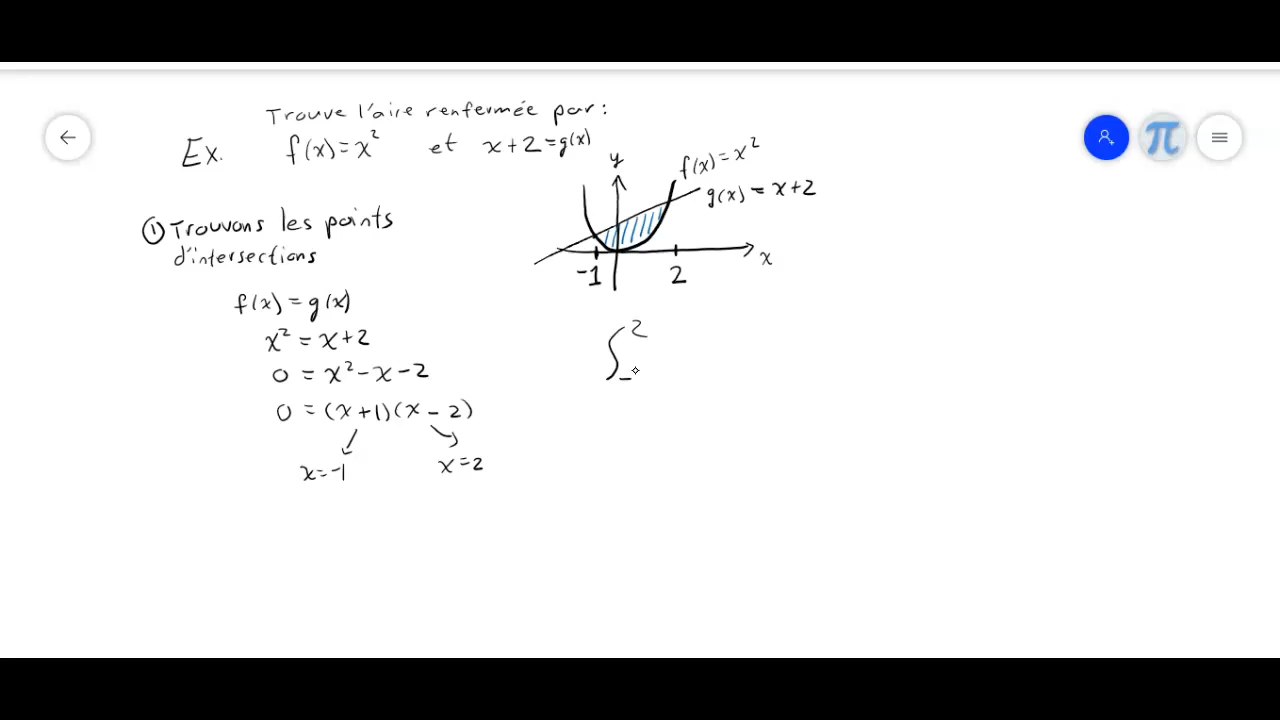 Trouve l'aire renfermée par:
Ex. f(x) = x² et x+2 = g(x)
① Trouvons les points
d'intersections
f(x) = g(x)
x² = x+2
0 = x² - x - 2
0 = (x+1)(x-2)
x=-1 x=2
y
f(x) = x²
g(x) = x+2
x
-1 2
∫ 2
-
π